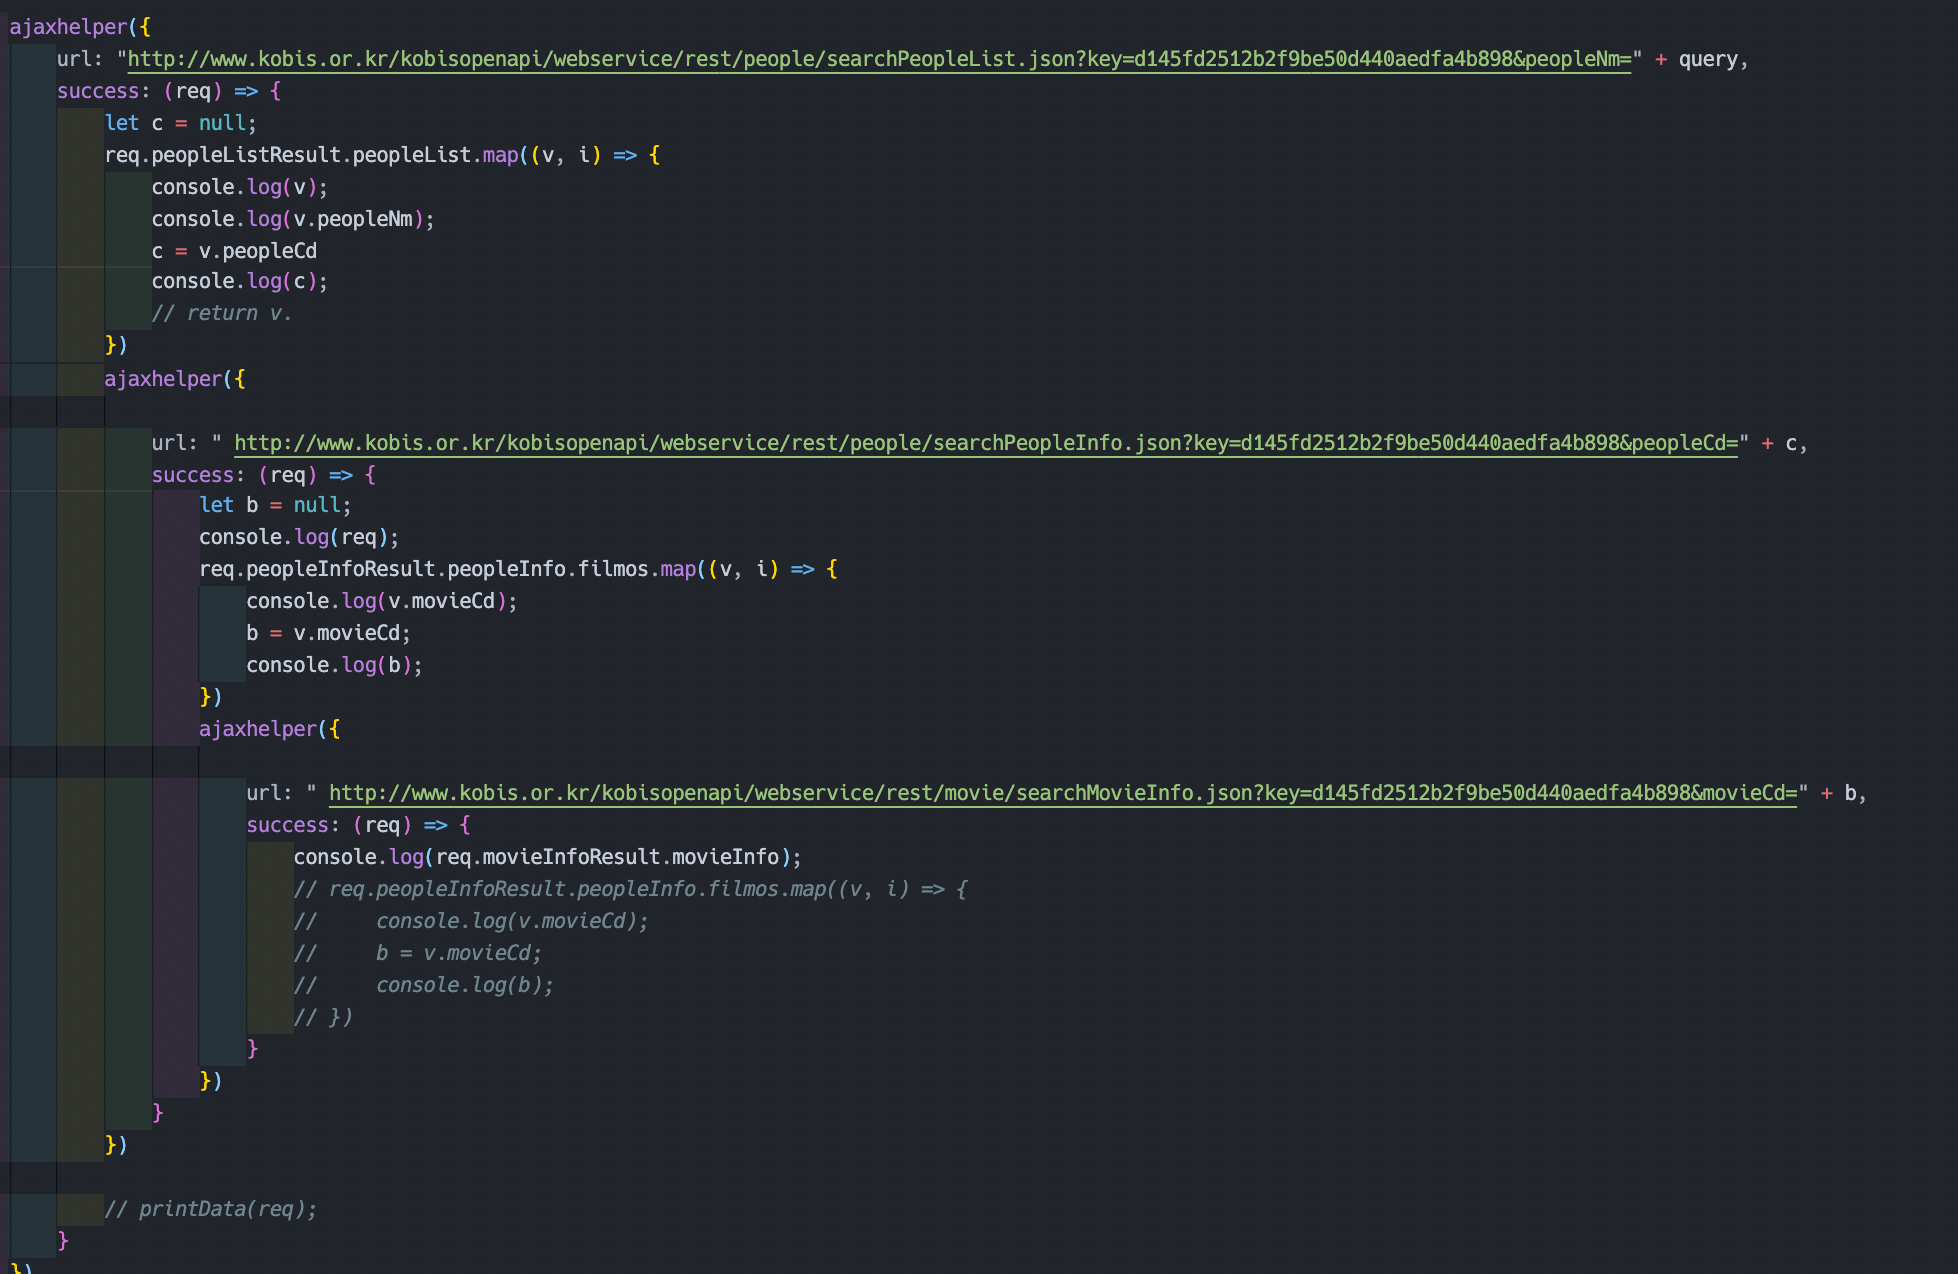 ajaxhelper({
url: "http://www.kobis.or.kr/kobisopenapi/webservice/rest/people/searchPeopleList.json?key=d145fd2512b2f9be50d440aedfa4b898&peopleNm=" + query,
success: (req) => {
let c = null;
req.peopleListResult.peopleList.map((v, i) => {
console.log(v);
console.log(v.peopleNm);
c = v.peopleCd
console.log(c);
// return v.
})
ajaxhelper({
url: " http://www.kobis.or.kr/kobisopenapi/webservice/rest/people/searchPeopleInfo.json?key=d145fd2512b2f9be50d440aedfa4b898&peopleCd=" + c,
success: (req) => {
let b = null;
console.log(req);
req.peopleInfoResult.peopleInfo.filmos.map((v, i) => {
console.log(v.movieCd);
b = v.movieCd;
console.log(b);
})
ajaxhelper({
url: " http://www.kobis.or.kr/kobisopenapi/webservice/rest/movie/searchMovieInfo.json?key=d145fd2512b2f9be50d440aedfa4b898&movieCd=" + b,
success: (req) => {
console.log(req.movieInfoResult.movieInfo);
// req.peopleInfoResult.peopleInfo.filmos.map((v, i) => {
//     console.log(v.movieCd);
//     b = v.movieCd;
//     console.log(b);
// })
}
})
}
})
// printData(req);
}
})